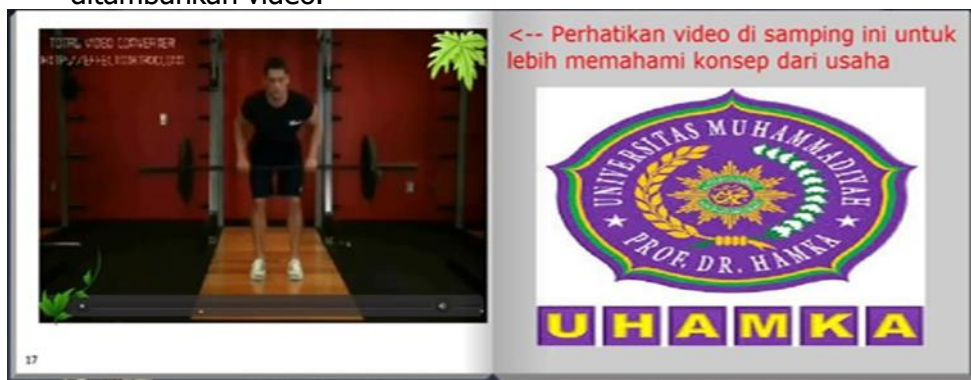 ditambahkan video.
TOTAL VIDEO CONVERTER
<-- Perhatikan video di samping ini untuk
lebih memahami konsep dari usaha
UNIVERSITAS MUHAMMADIYAH
PROF. DR. HAMKA
UHAMKA
17